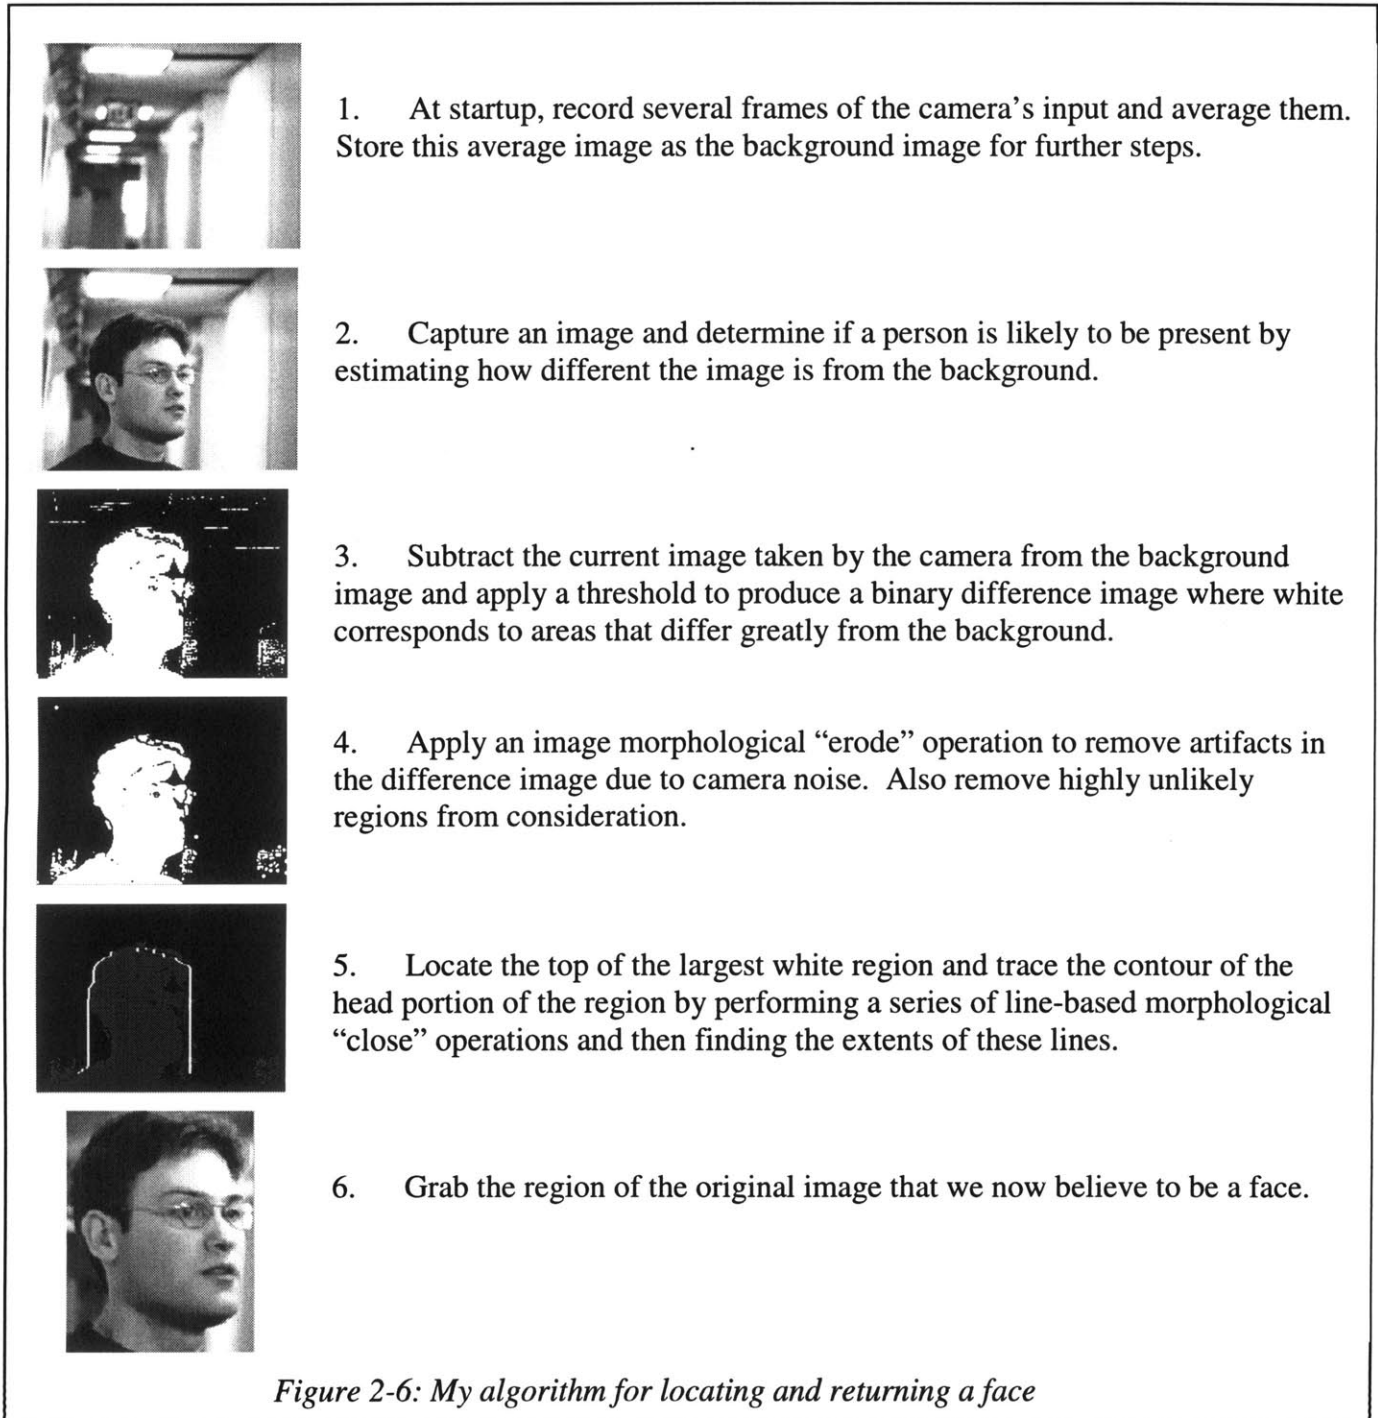 1. At startup, record several frames of the camera's input and average them.
Store this average image as the background image for further steps.
2. Capture an image and determine if a person is likely to be present by
estimating how different the image is from the background.
3. Subtract the current image taken by the camera from the background
image and apply a threshold to produce a binary difference image where white
corresponds to areas that differ greatly from the background.
4. Apply an image morphological “erode” operation to remove artifacts in
the difference image due to camera noise. Also remove highly unlikely
regions from consideration.
5. Locate the top of the largest white region and trace the contour of the
head portion of the region by performing a series of line-based morphological
“close” operations and then finding the extents of these lines.
6. Grab the region of the original image that we now believe to be a face.
Figure 2-6: My algorithm for locating and returning a face